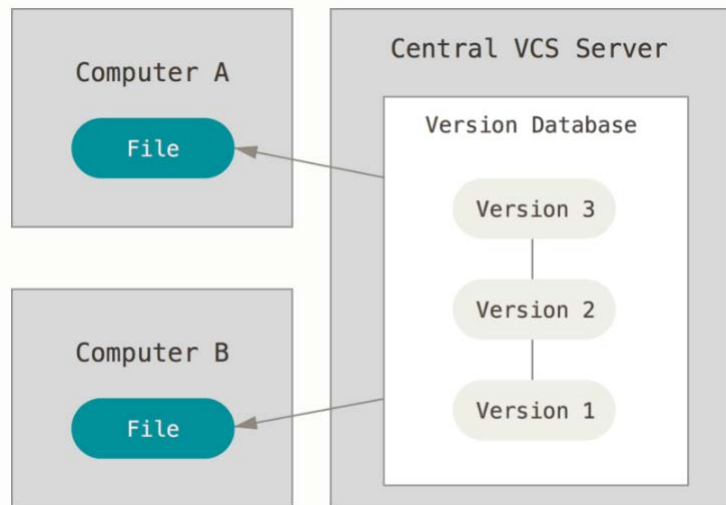 Computer A
File
Computer B
File
Central VCS Server
Version Database
Version 3
Version 2
Version 1